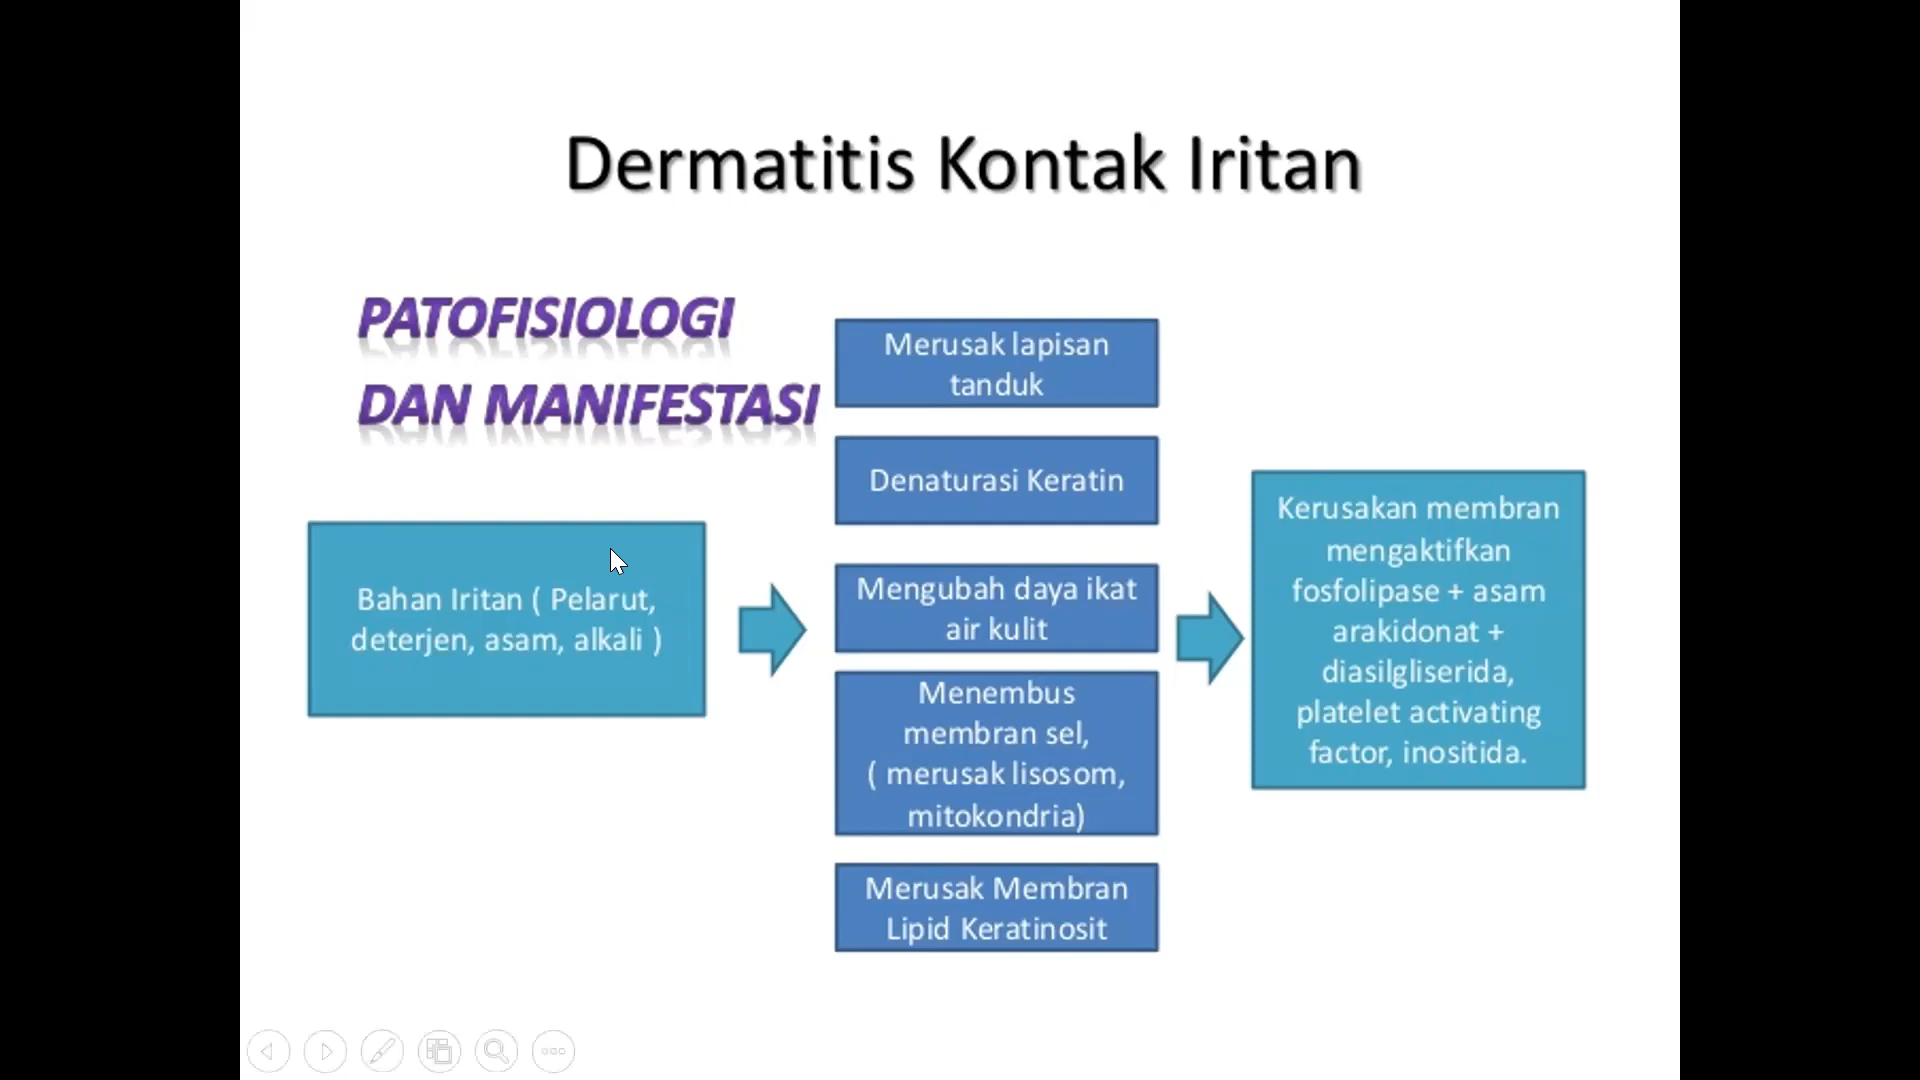 Dermatitis Kontak Iritan
PATOFISIOLOGI
DAN MANIFESTASI
Bahan Iritan ( Pelarut,
deterjen, asam, alkali )
Merusak lapisan
tanduk
Denaturasi Keratin
Mengubah daya ikat
air kulit
Menembus
membran sel,
( merusak lisosom,
mitokondria)
Merusak Membran
Lipid Keratinosit
Kerusakan membran
mengaktifkan
fosfolipase + asam
arakidonat +
diasilgliserida,
platelet activating
factor, inositida.